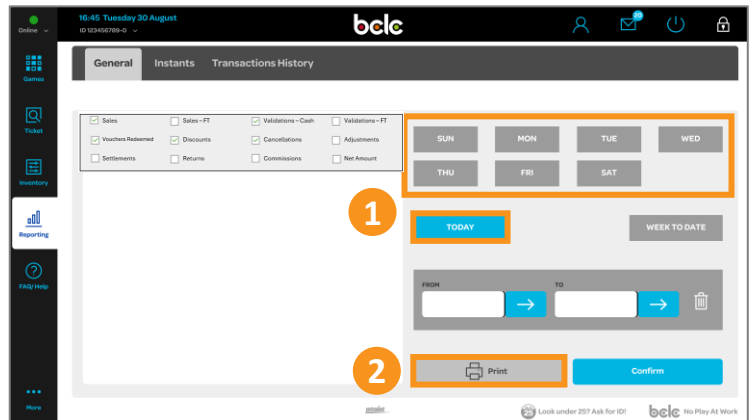 Online
16:45 Tuesday 30 August
ID 123456789-0
bclc
20
Games
Ticket
Inventory
Reporting
FAQ/Help
More
General Instants Transactions History
Sales Sales – FT Validations – Cash Validations – FT
Vouchers Redeemed Discounts Cancellations Adjustments
Settlements Returns Commissions Net Amount
SUN MON TUE WED
THU FRI SAT
1
TODAY WEEK TO DATE
FROM TO
2
Print Confirm
25 Look under 25? Ask for ID! bclc No Play At Work